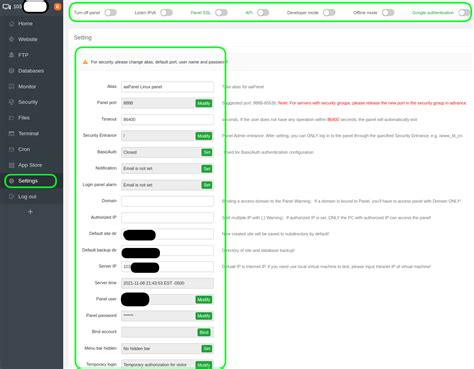 103
0
Turn off panel
Listen IPV6
Panel SSL
API
Developer mode
Offline mode
Google authentication
Home
Website
FTP
Databases
Monitor
Security
Files
Terminal
Cron
App Store
Settings
Log out
+
Setting
For security, please change alias, default port, user name and password!
Alias
aaPanel Linux panel
Take alias for aaPanel
Panel port
8888
Modify
Suggested port: 8888-65535; Note: For servers with security groups, please release the new port in the security group in advance
Timeout
86400
seconds, If the user does not have any operation within 86400 seconds, the panel will automatically exit
Security Entrance
/
Modify
Panel Admin entrance. After setting, you can ONLY log in to the panel through the specified Security Entrance, e.g. /www_bt_cn
BasicAuth
Closed
Set
Used for BasicAuth authentication configuration
Notification
Email is not set
Set
Login panel alarm
Email is not set
Set
Domain
Binding a access domain to the Panel Warning：If a domain is bound to Panel, you'll have to access panel with Domain ONLY!
Authorized IP
Split multiple IP with (,) Warning：If authorized IP is set, ONLY the PC with authorized IP can access the panel!
Default site dir
New created site will be saved to subdirectory by default!
Default backup dir
Directory of site and database backup!
Server IP
103
Default IP is Internet IP. If you need use local virtual machine to test, please input Intranet IP of virtual machine!
Server time
2021-11-08 21:43:53 EST -0500
Panel user
Modify
Panel password
Modify
Bind account
Bind
Menu bar hidden
No hidden bar
Set
Temporary login
Temporary authorization for visitor
Modify